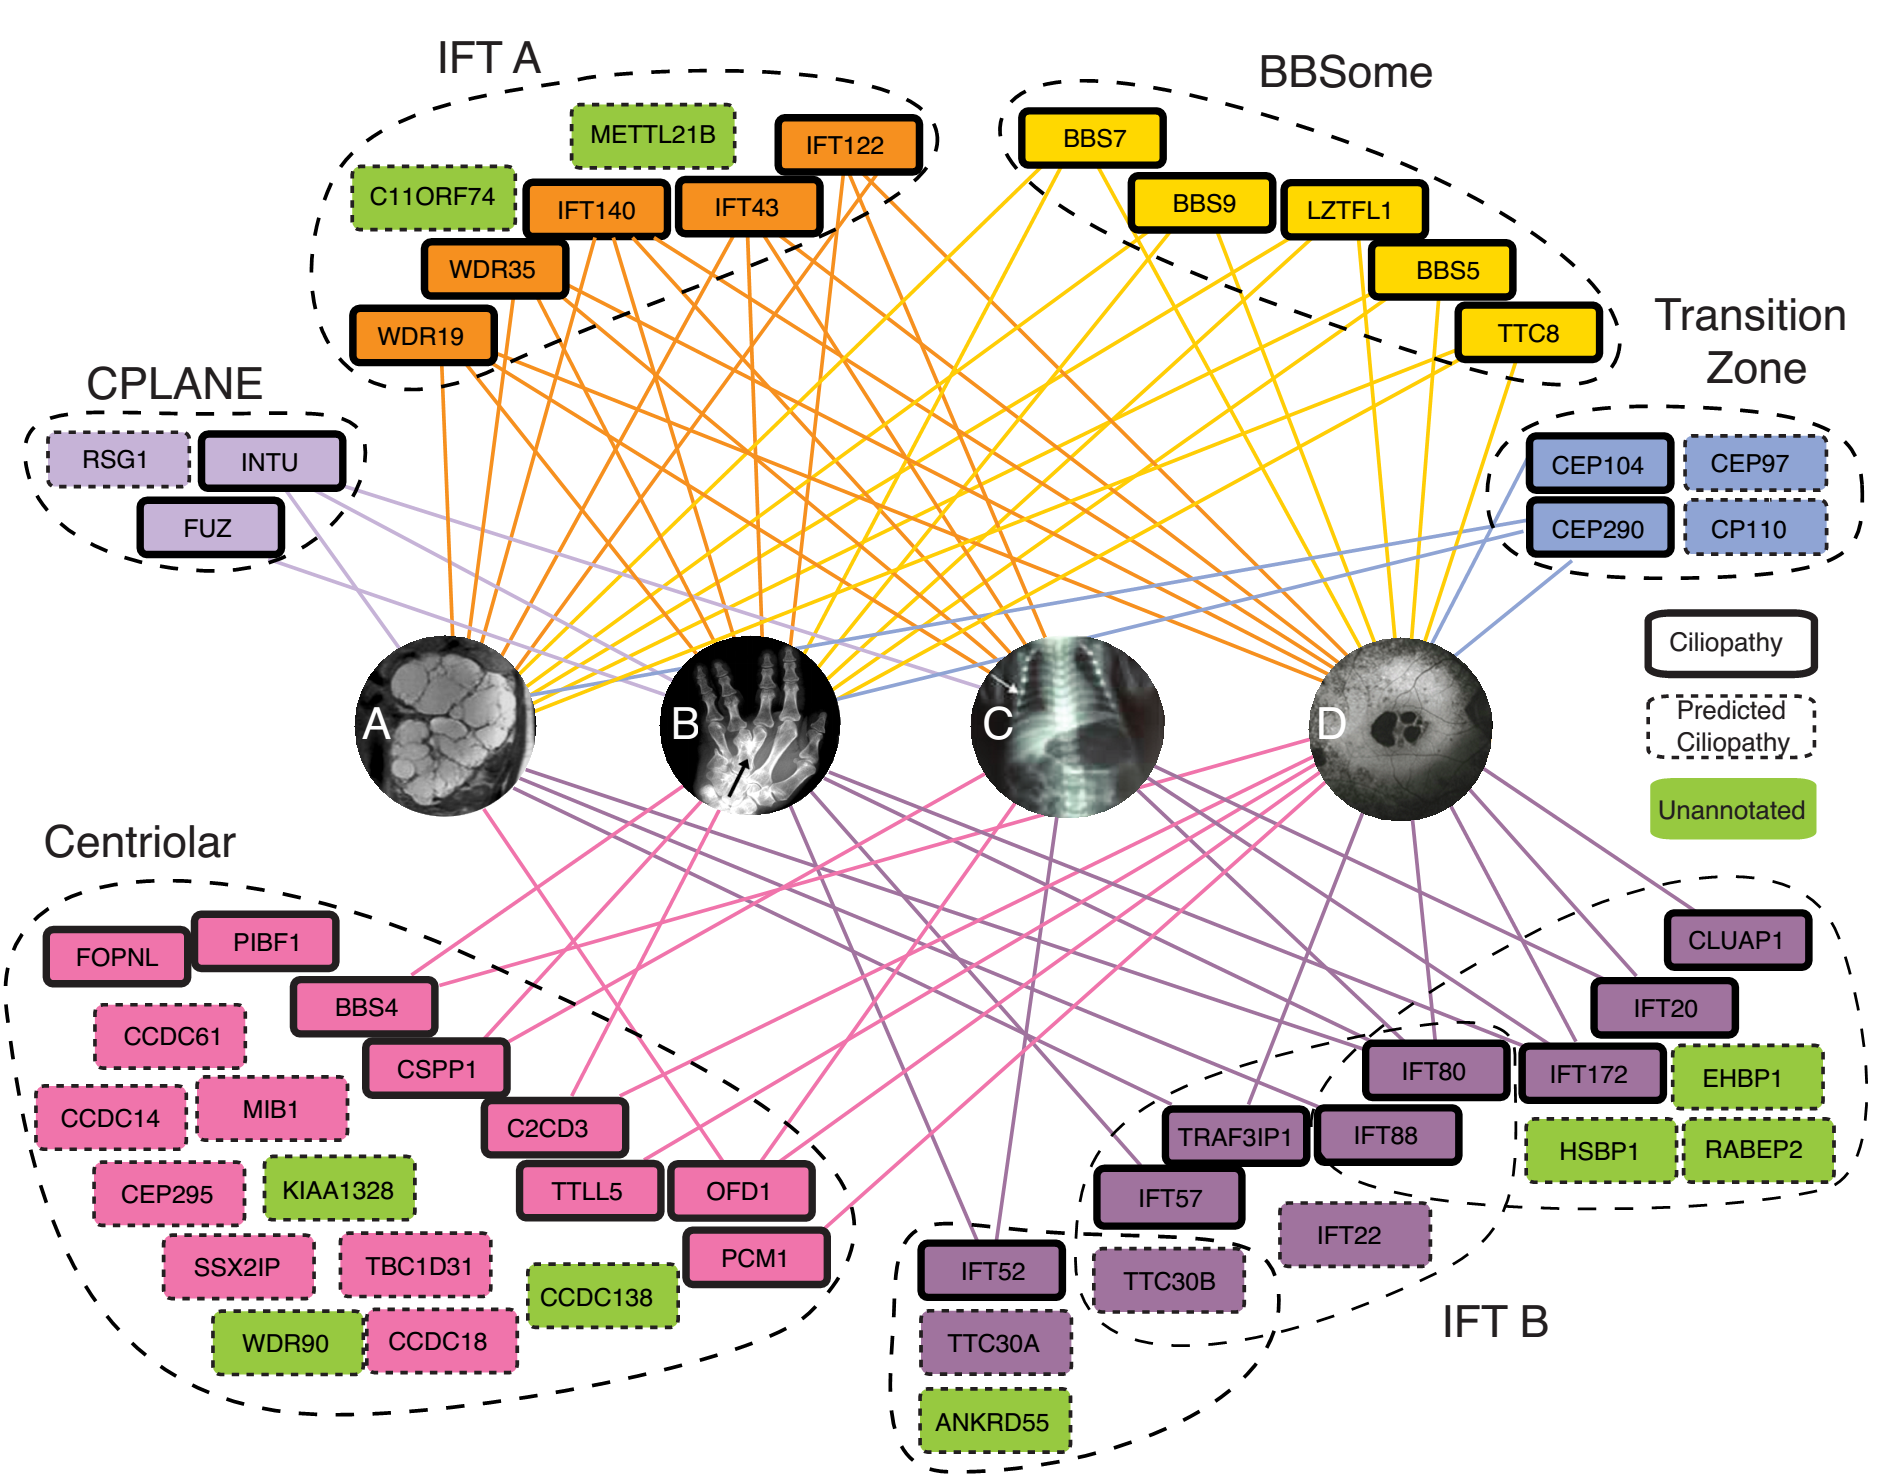 IFT A
BBSome
METTL21B
IFT122
BBS7
C11ORF74
IFT140
IFT43
BBS9
LZTFL1
WDR35
BBS5
WDR19
TTC8
Transition
Zone
CPLANE
RSG1
INTU
FUZ
CEP104
CEP97
CEP290
CP110
Ciliopathy
Predicted
Ciliopathy
Unannotated
A
B
C
D
Centriolar
FOPNL
PIBF1
BBS4
CCDC61
CSPP1
CCDC14
MIB1
C2CD3
CEP295
KIAA1328
TTLL5
OFD1
SSX2IP
TBC1D31
PCM1
CCDC138
WDR90
CCDC18
CLUAP1
IFT20
IFT80
IFT172
EHBP1
TRAF3IP1
IFT88
HSBP1
RABEP2
IFT57
IFT22
IFT52
TTC30B
TTC30A
ANKRD55
IFT B